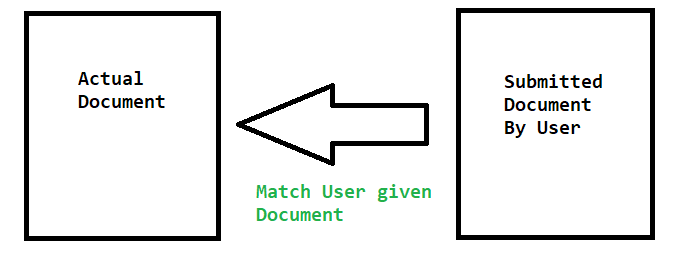 Actual
Document
Submitted
Document
By User
Match User given
Document